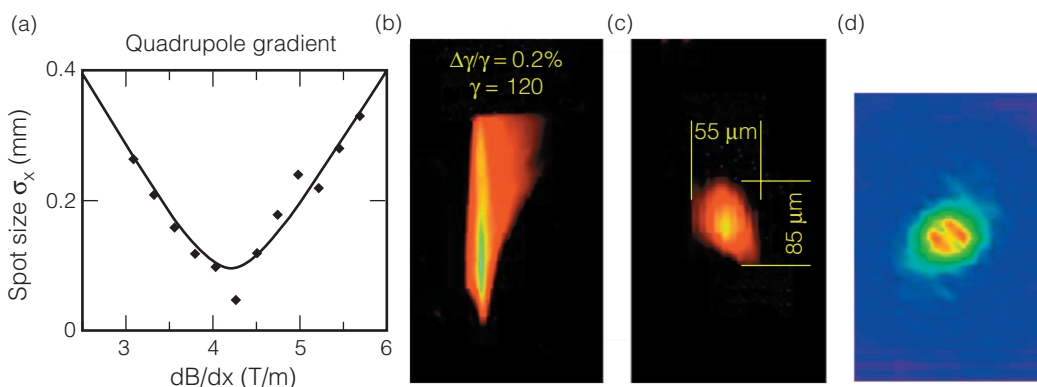 (a)
Quadrupole gradient
0.4
0.2
0
Spot size σx (mm)
3 4 5 6
dB/dx (T/m)
(b)
Δγ/γ = 0.2%
γ = 120
(c)
55 μm
85 μm
(d)